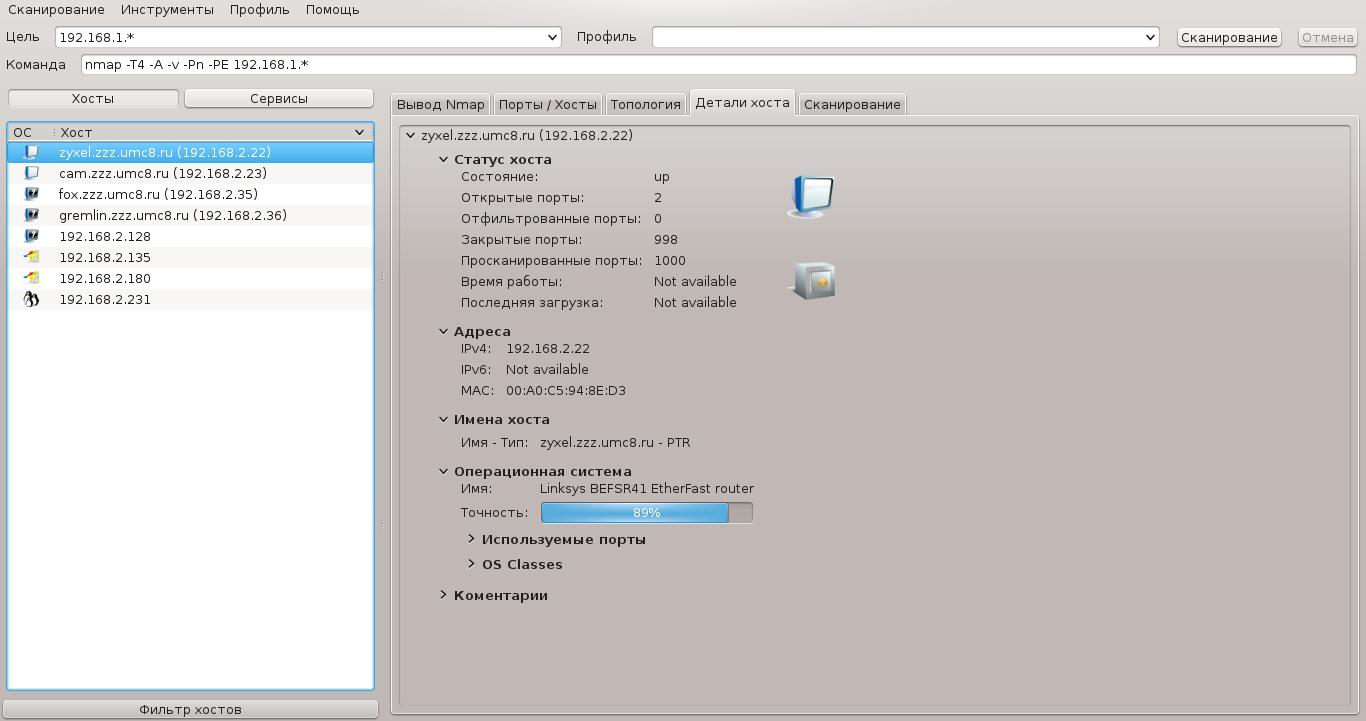 Сканирование Инструменты Профиль Помощь
Цель 192.168.1.* Профиль Сканирование Отмена
Команда nmap -T4 -A -v -Pn -PE 192.168.1.*
Хосты Сервисы
ОС Хост
zyxel.zzz.umc8.ru (192.168.2.22)
cam.zzz.umc8.ru (192.168.2.23)
fox.zzz.umc8.ru (192.168.2.35)
gremlin.zzz.umc8.ru (192.168.2.36)
192.168.2.128
192.168.2.135
192.168.2.180
192.168.2.231
Фильтр хостов
Вывод Nmap Порты / Хосты Топология Детали хоста Сканирование
zyxel.zzz.umc8.ru (192.168.2.22)
Статус хоста
Состояние: up
Открытые порты: 2
Отфильтрованные порты: 0
Закрытые порты: 998
Просканированные порты: 1000
Время работы: Not available
Последняя загрузка: Not available
Адреса
IPv4: 192.168.2.22
IPv6: Not available
MAC: 00:A0:C5:94:8E:D3
Имена хоста
Имя - Тип: zyxel.zzz.umc8.ru - PTR
Операционная система
Имя: Linksys BEFSR41 EtherFast router
Точность: 89%
Используемые порты
OS Classes
Коментарии